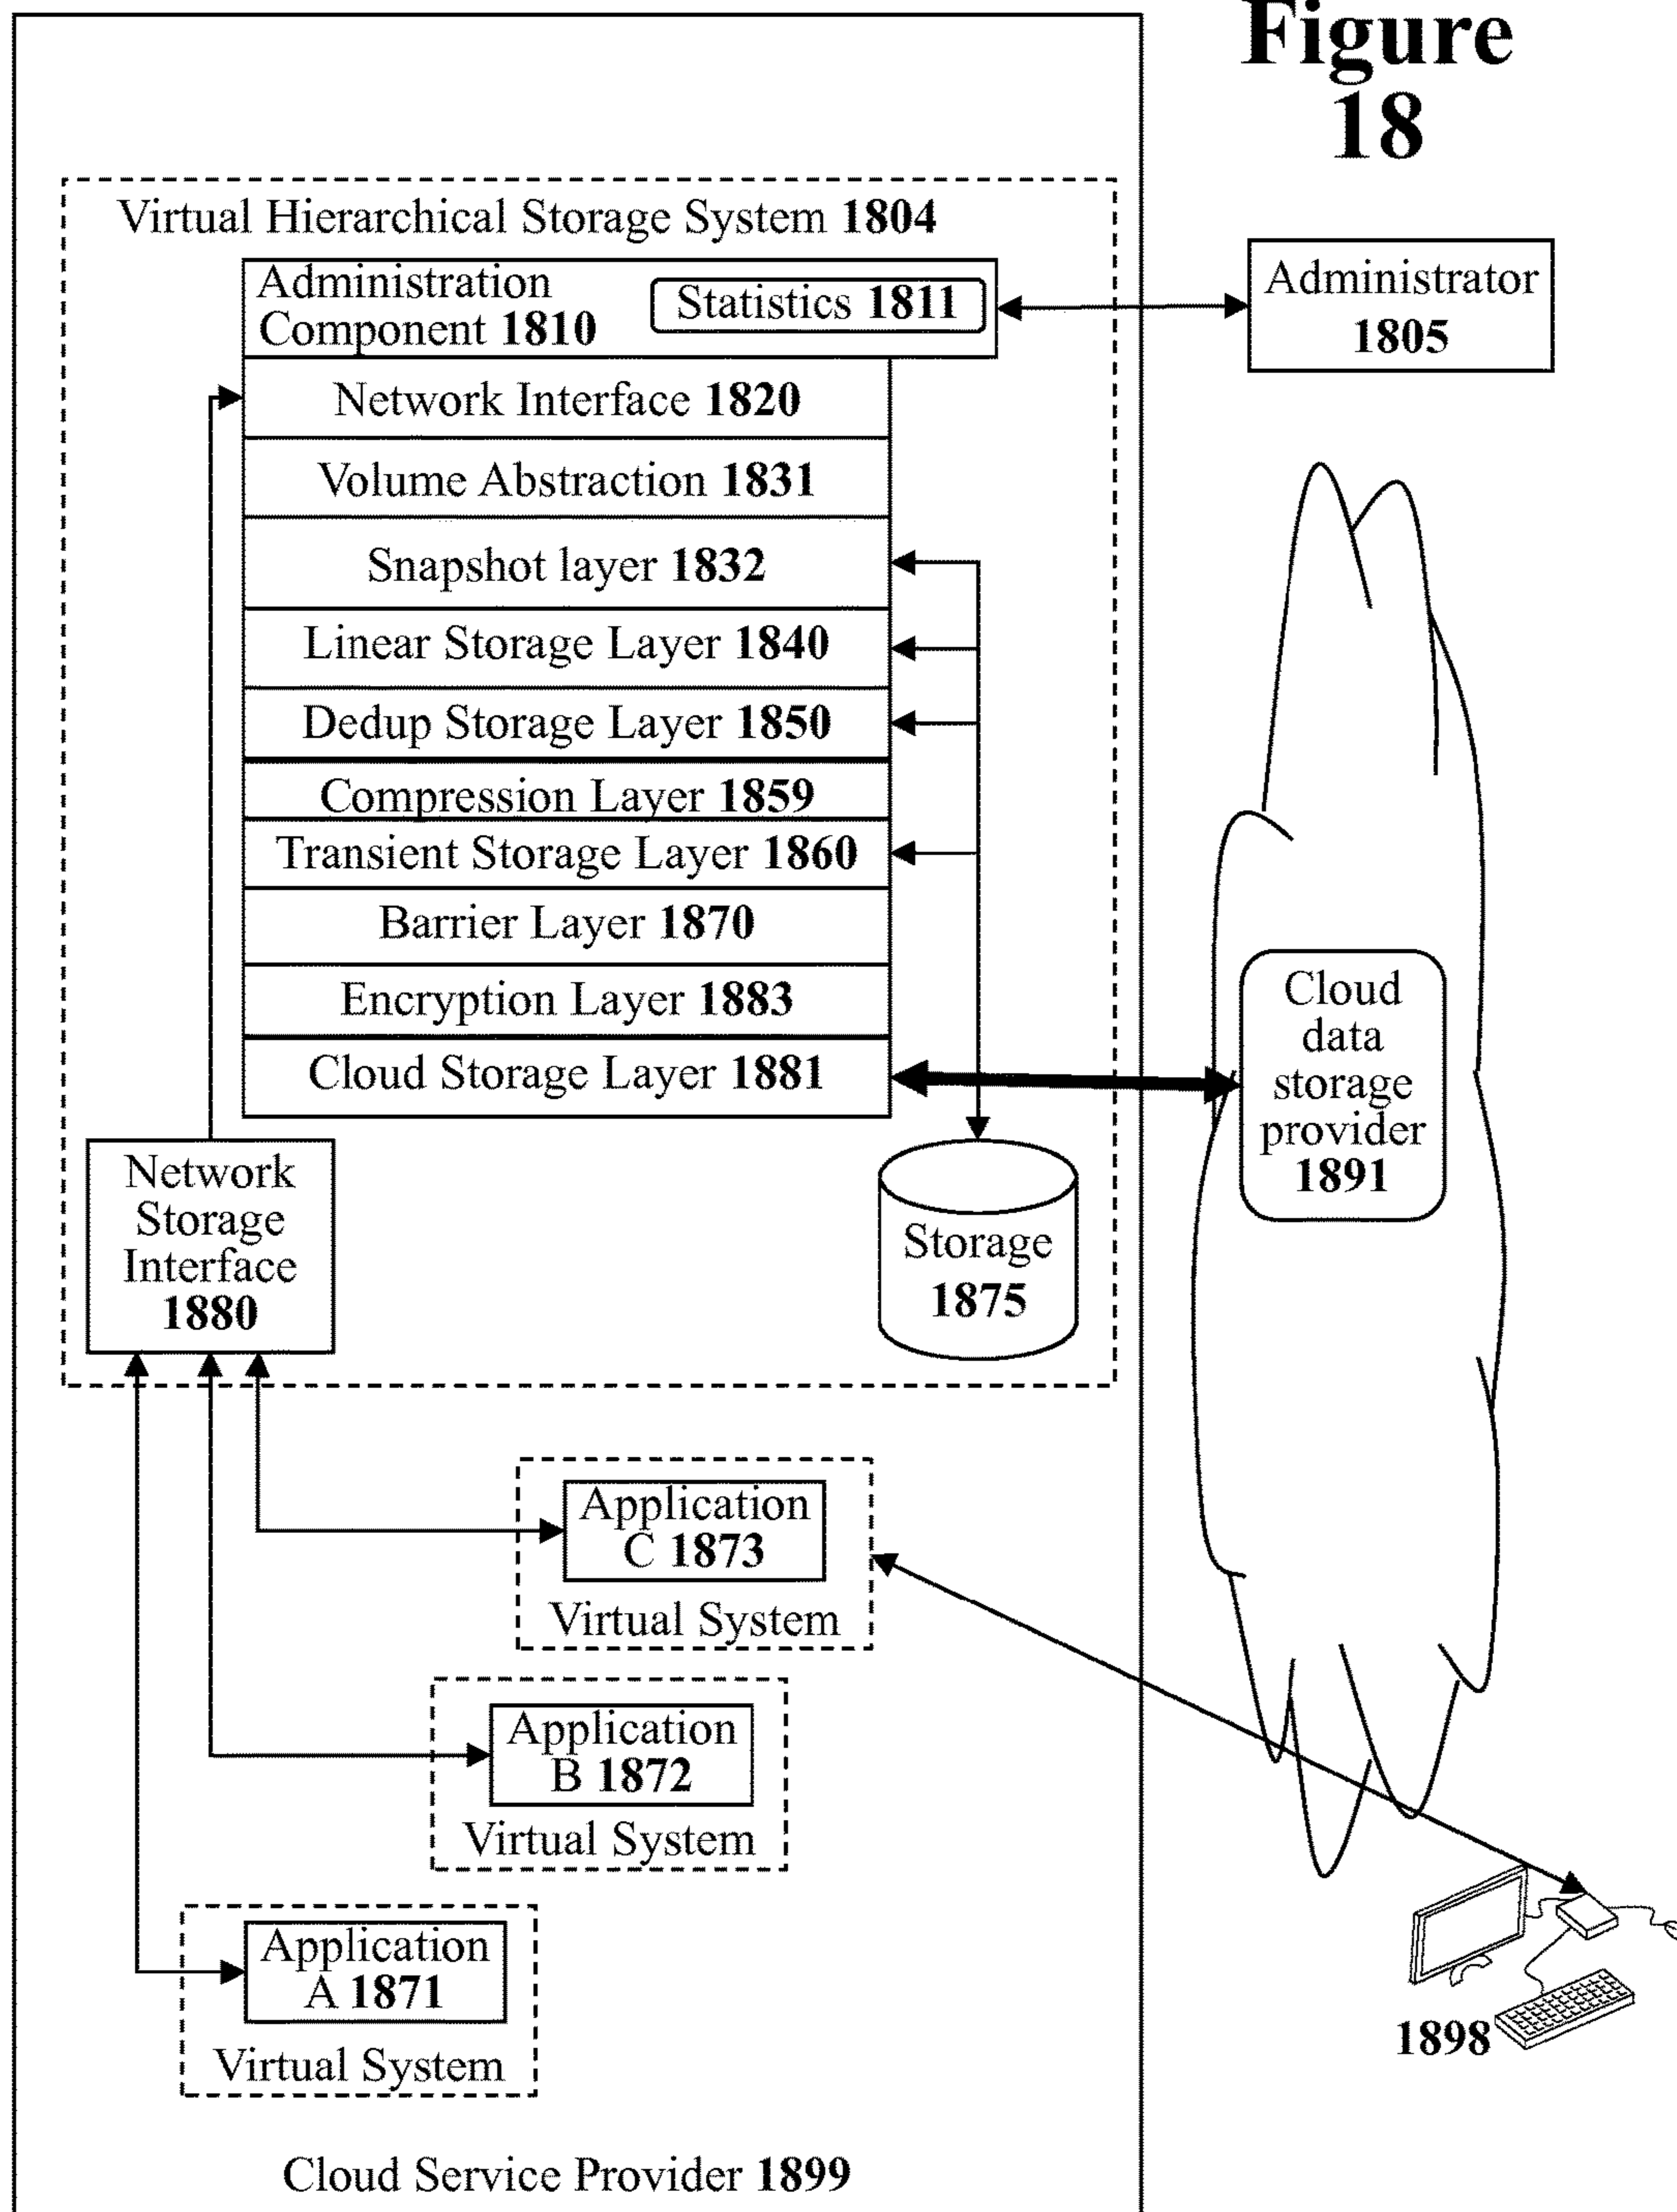 Figure
18
Virtual Hierarchical Storage System 1804
Administration
Component 1810
Statistics 1811
Administrator
1805
Network Interface 1820
Volume Abstraction 1831
Snapshot layer 1832
Linear Storage Layer 1840
Dedup Storage Layer 1850
Compression Layer 1859
Transient Storage Layer 1860
Barrier Layer 1870
Encryption Layer 1883
Cloud Storage Layer 1881
Cloud
data
storage
provider
1891
Network
Storage
Interface
1880
Storage
1875
Application
C 1873
Virtual System
Application
B 1872
Virtual System
Application
A 1871
Virtual System
1898
Cloud Service Provider 1899